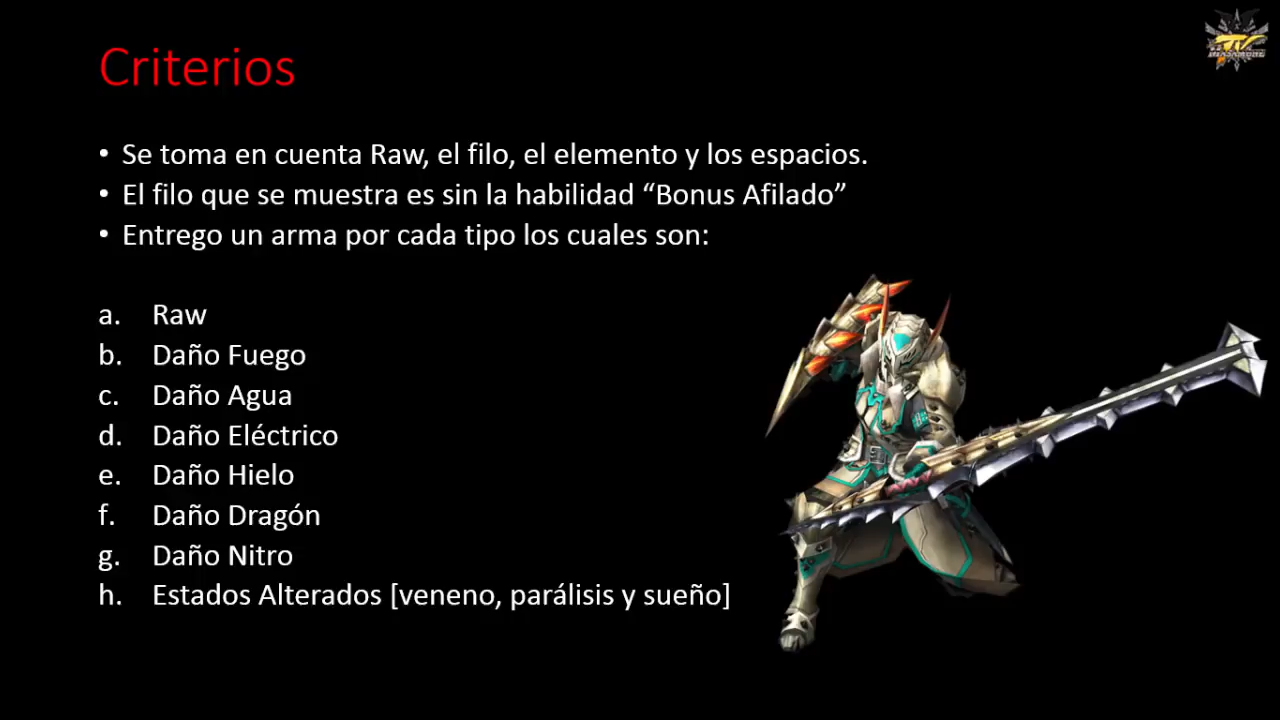 Criterios
• Se toma en cuenta Raw, el filo, el elemento y los espacios.
• El filo que se muestra es sin la habilidad “Bonus Afilado”
• Entrego un arma por cada tipo los cuales son:
a. Raw
b. Daño Fuego
c. Daño Agua
d. Daño Eléctrico
e. Daño Hielo
f. Daño Dragón
g. Daño Nitro
h. Estados Alterados [veneno, parálisis y sueño]